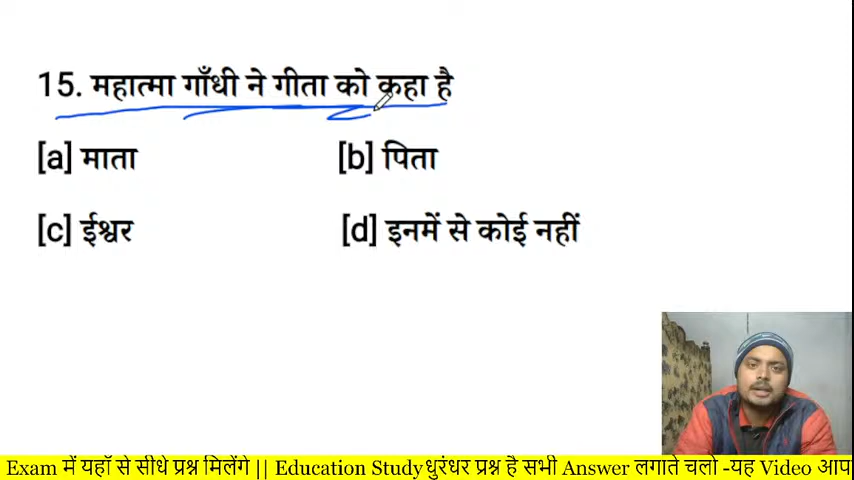 15. महात्मा गाँधी ने गीता को कहा है
[a] माता [b] पिता
[c] ईश्वर [d] इनमें से कोई नहीं
Exam में यहाँ से सीधे प्रश्न मिलेंगे || Education Study धुरंधर प्रश्न है सभी Answer लगाते चलो -यह Video आप